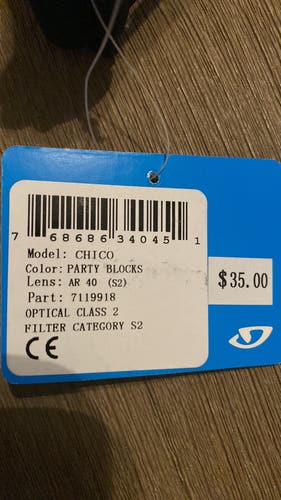 7 68686 34045 1
Model: CHICO
Color: PARTY BLOCKS
Lens: AR 40 (S2)
Part: 7119918
OPTICAL CLASS 2
FILTER CATEGORY S2
CE
$35.00